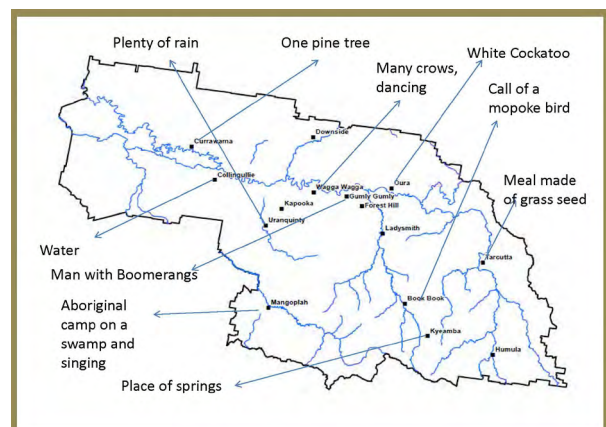 Plenty of rain
One pine tree
White Cockatoo
Many crows,
dancing
Call of a
mopoke bird
Downside
Currawarna
Collingullie
Wagga Wagga
Oura
Gumly Gumly
Forest Hill
Kapooka
Meal made
of grass seed
Uranquinty
Ladysmith
Water
Tarcutta
Man with Boomerangs
Aboriginal
camp on a
swamp and
singing
Mangoplah
Book Book
Kyeamba
Humula
Place of springs